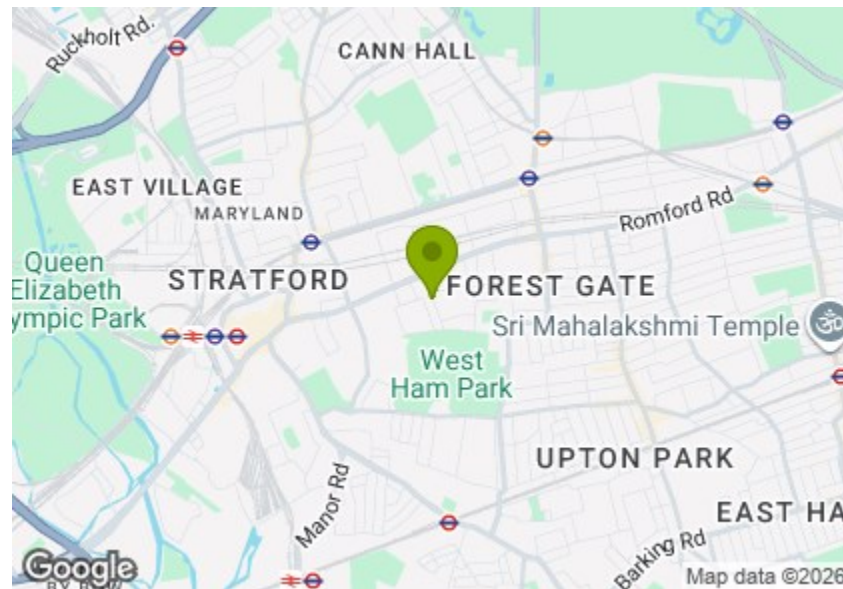 Ruckholt Rd.
CANN HALL
EAST VILLAGE
MARYLAND
Romford Rd
Queen
Elizabeth
lympic Park
STRATFORD
FOREST GATE
Sri Mahalakshmi Temple
West
Ham Park
UPTON PARK
Manor Rd
EAST HA
Barking Rd
Google
Map data ©2026